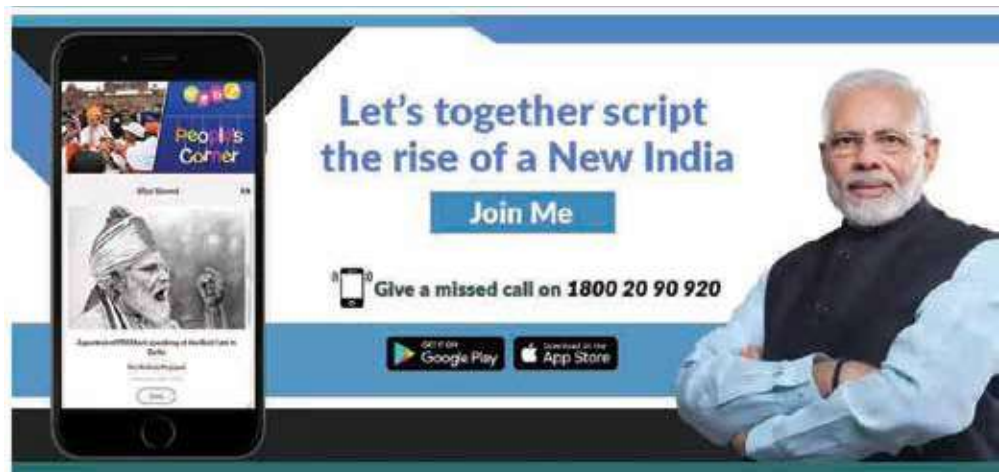 People's
Corner
Let's together script
the rise of a New India
Join Me
Give a missed call on 1800 20 90 920
GET IT ON
Google Play
Download on the
App Store